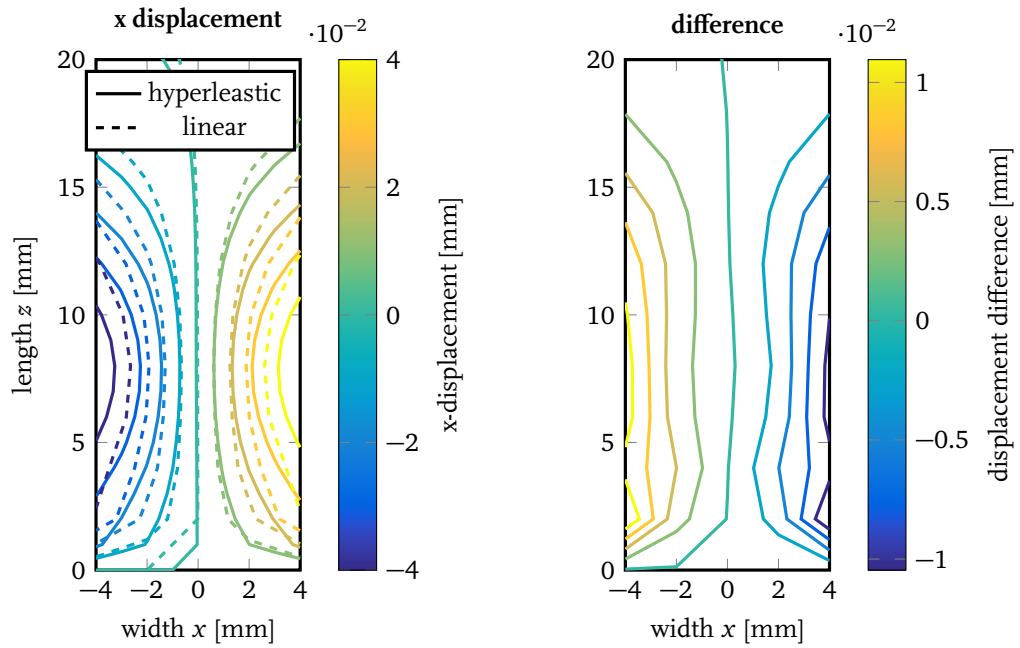 x displacement
·10⁻²
hyperleastic
linear
20
15
10
5
0
−4 −2 0 2 4
width x [mm]
length z [mm]
4
2
0
−2
−4
x-displacement [mm]
difference
·10⁻²
20
15
10
5
0
−4 −2 0 2 4
width x [mm]
1
0.5
0
−0.5
−1
displacement difference [mm]